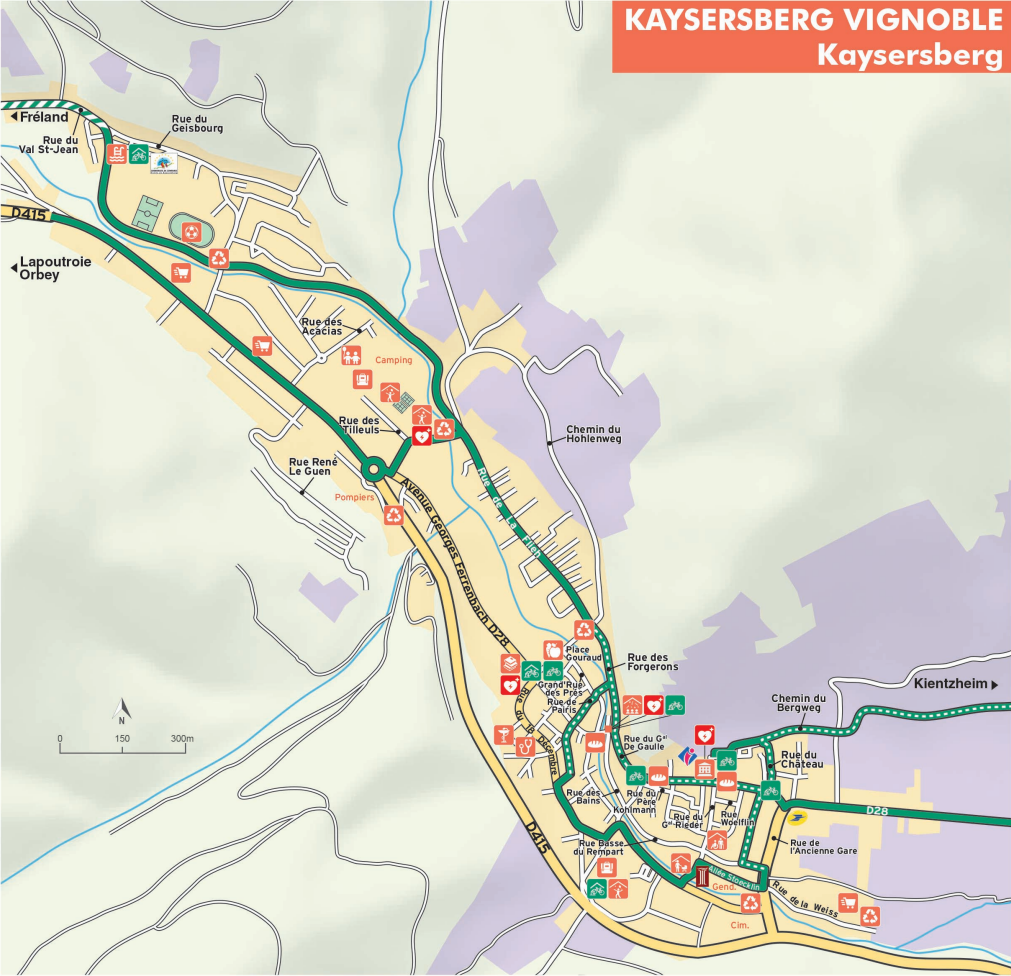 KAYSERSBERG VIGNOBLE
Kaysersberg
Fréland
Rue du
Val St-Jean
Rue du
Geisbourg
D415
Lapoutroie
Orbey
Rue des
Acacias
Camping
Rue des
Tilleuls
Chemin du
Hohlenweg
Rue René
Le Guen
Pompiers
Rue de La Flieh
Avenue Georges Ferrenbach D28
Place
Gouraud
Rue des
Forgerons
Grand'Rue
des Prés
Rue de
Pairis
Rue du 18 Décembre
Kientzheim
Chemin du
Bergweg
N
0 150 300m
Rue du Gal
De Gaulle
Rue du
Château
Rue des
Bains
Rue du
Père
Kohlmann
Rue du
Gal Rieder
Rue
Woelflin
D28
D415
Rue Basse
du Rempart
Rue de
l'Ancienne Gare
Allée Stoecklin
Gend.
Rue de la Weiss
Cim.